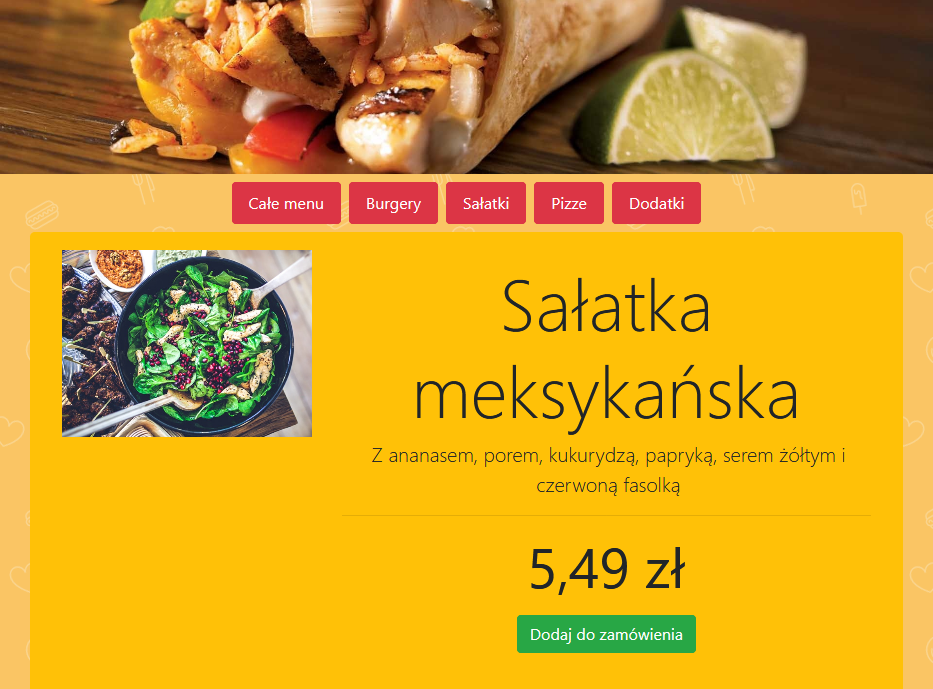 Całe menu
Burgery
Sałatki
Pizze
Dodatki
Sałatka
meksykańska
Z ananasem, porem, kukurydzą, papryką, serem żółtym i
czerwoną fasolką
5,49 zł
Dodaj do zamówienia